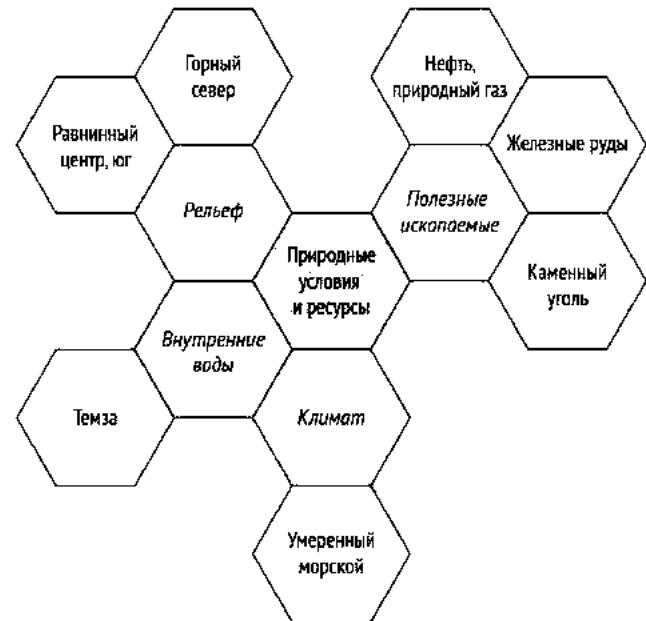 Горный
север
Нефть,
природный газ
Равнинный
центр, юг
Железные руды
Рельеф
Полезные
ископаемые
Природные
условия
и ресурсы
Каменный
уголь
Внутренние
воды
Темза
Климат
Умеренный
морской